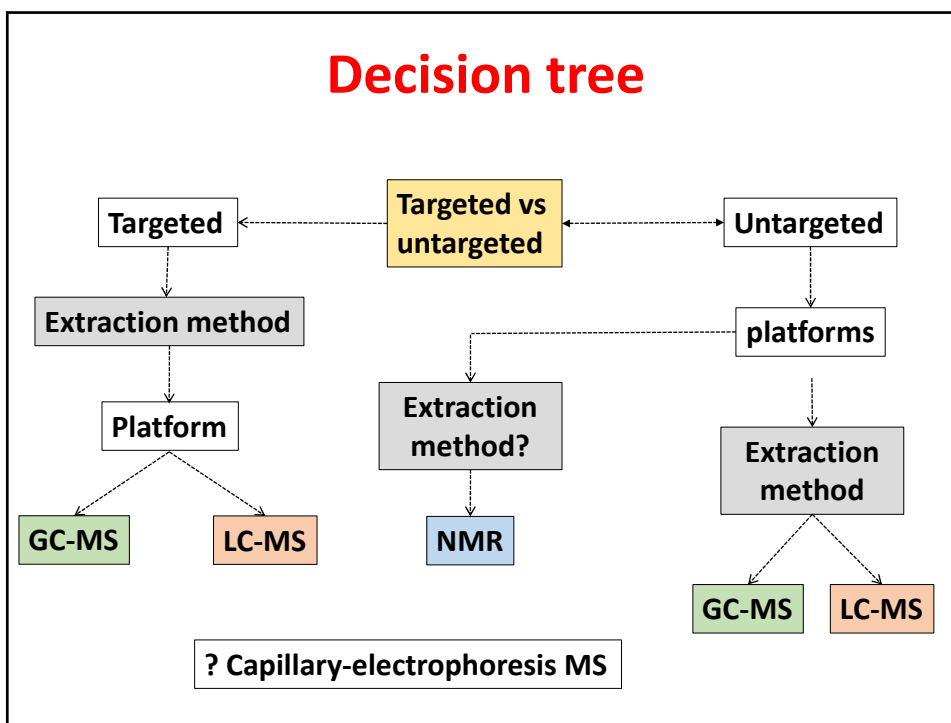 Decision tree
Targeted
Targeted vs
untargeted
Untargeted
Extraction method
platforms
Platform
Extraction
method?
Extraction
method
GC-MS
LC-MS
NMR
GC-MS
LC-MS
? Capillary-electrophoresis MS